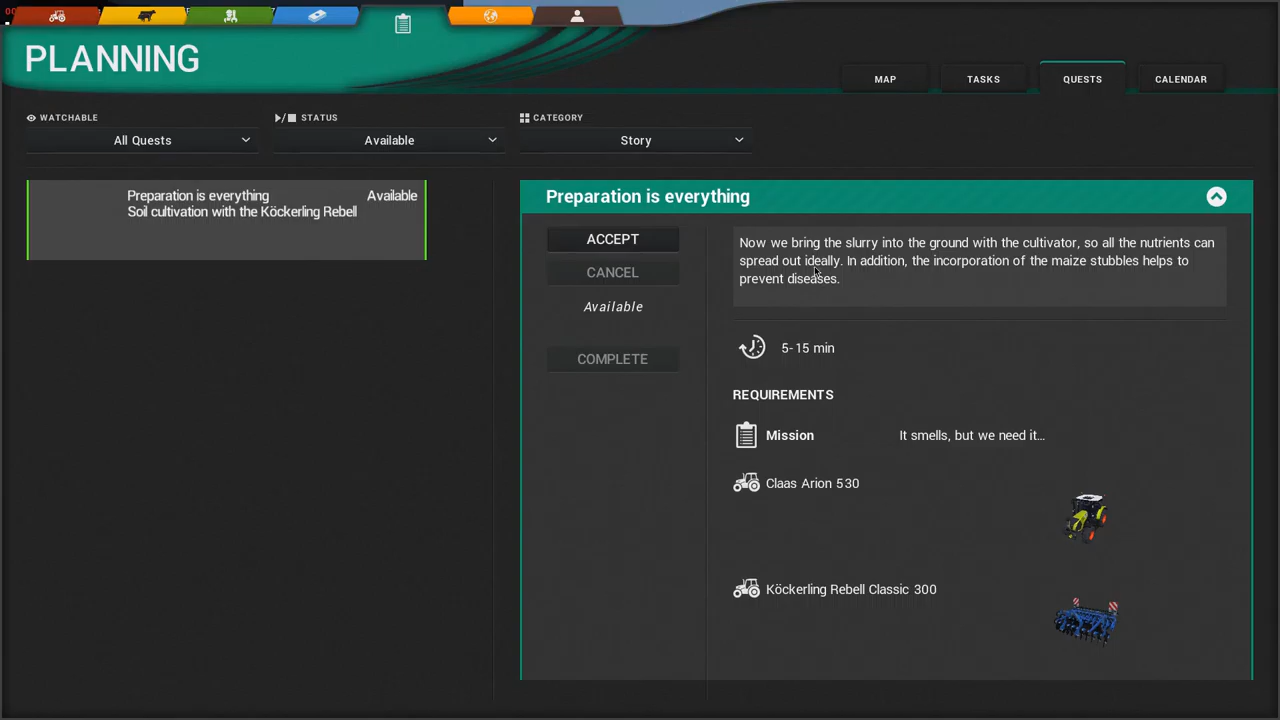 PLANNING
MAP
TASKS
QUESTS
CALENDAR
WATCHABLE
STATUS
CATEGORY
All Quests
Available
Story
Preparation is everything
Available
Soil cultivation with the Köckerling Rebell
Preparation is everything
ACCEPT
CANCEL
Available
COMPLETE
Now we bring the slurry into the ground with the cultivator, so all the nutrients can
spread out ideally. In addition, the incorporation of the maize stubbles helps to
prevent diseases.
5-15 min
REQUIREMENTS
Mission
It smells, but we need it...
Claas Arion 530
Köckerling Rebell Classic 300